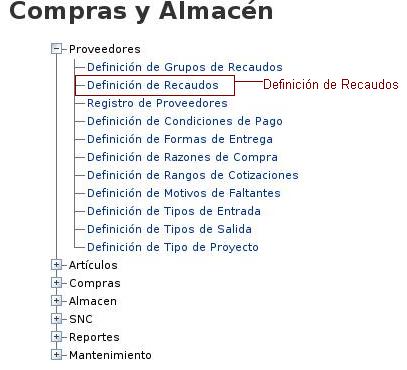 Compras y Almacén
Proveedores
Definición de Grupos de Recaudos
Definición de Recaudos Definición de Recaudos
Registro de Proveedores
Definición de Condiciones de Pago
Definición de Formas de Entrega
Definición de Razones de Compra
Definición de Rangos de Cotizaciones
Definición de Motivos de Faltantes
Definición de Tipos de Entrada
Definición de Tipos de Salida
Definición de Tipo de Proyecto
Artículos
Compras
Almacen
SNC
Reportes
Mantenimiento